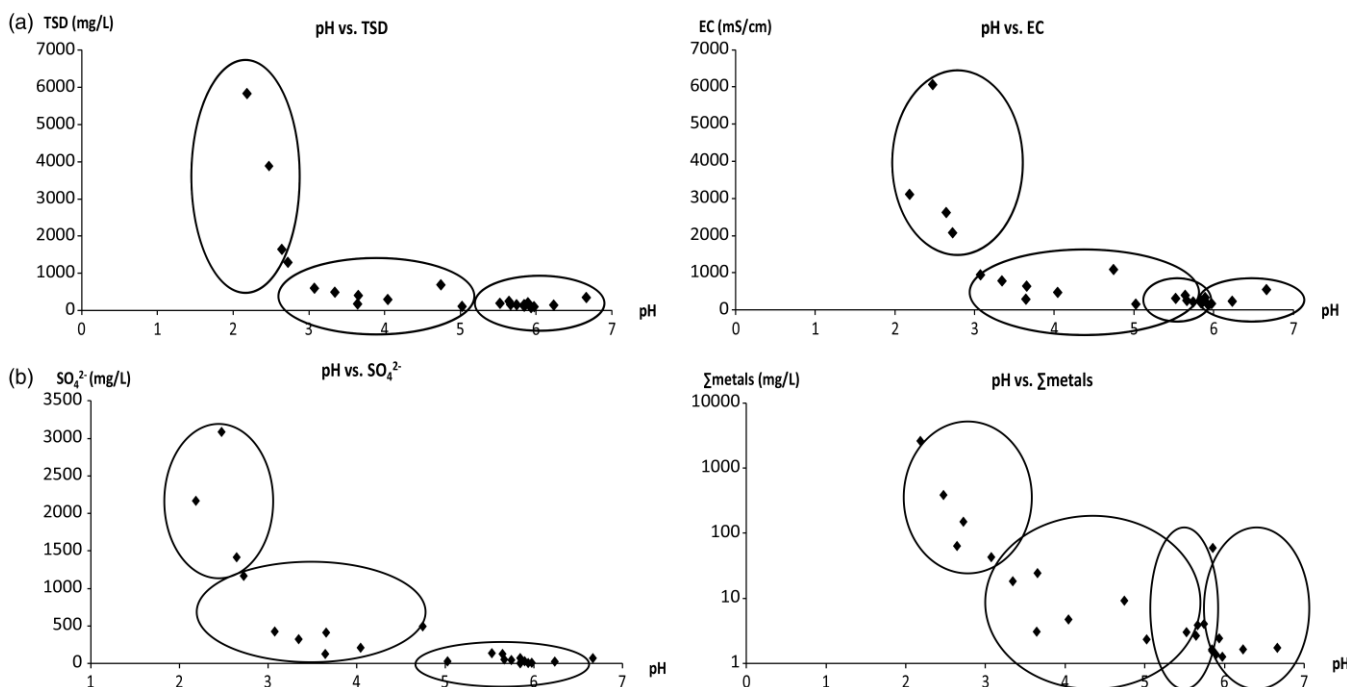 (a) TSD (mg/L)
pH vs. TSD
7000
6000
5000
4000
3000
2000
1000
0
0 1 2 3 4 5 6 7 pH
EC (mS/cm)
pH vs. EC
7000
6000
5000
4000
3000
2000
1000
0
0 1 2 3 4 5 6 7 pH
(b) SO₄²⁻ (mg/L)
pH vs. SO₄²⁻
3500
3000
2500
2000
1500
1000
500
0
1 2 3 4 5 6 7 pH
∑metals (mg/L)
pH vs. ∑metals
10000
1000
100
10
1
0 1 2 3 4 5 6 7 pH